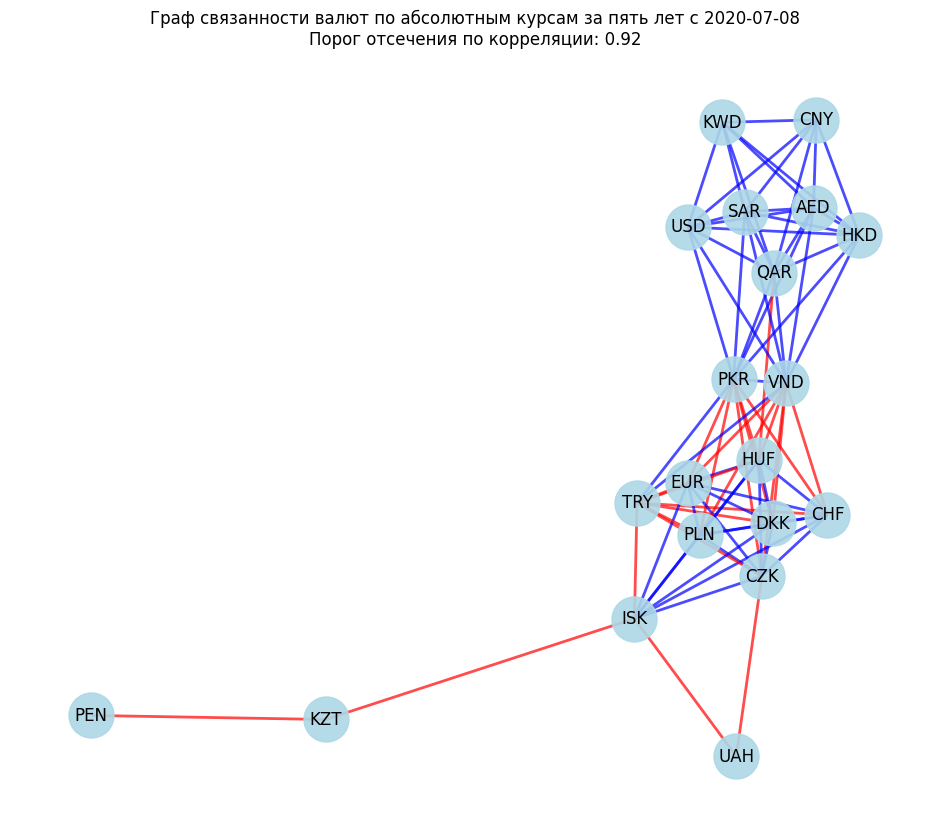 Граф связанности валют по абсолютным курсам за пять лет с 2020-07-08
Порог отсечения по корреляции: 0.92
KWD
CNY
SAR
AED
USD
HKD
QAR
PKR
VND
HUF
EUR
TRY
CHF
DKK
PLN
CZK
ISK
PEN
KZT
UAH